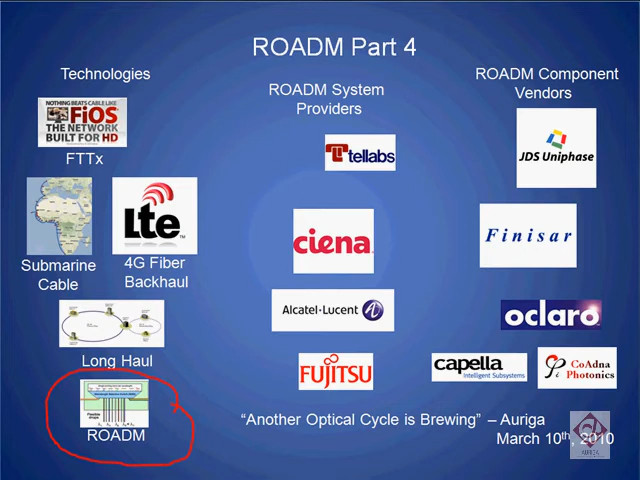 ROADM Part 4
Technologies
NOTHING BEATS CABLE LIKE
FiOS
THE NETWORK
BUILT FOR HD
FTTx
Submarine
Cable
Lte
TM
4G Fiber
Backhaul
Long Haul
ROADM
ROADM System
Providers
tellabs
ciena
Alcatel·Lucent
FUJITSU
ROADM Component
Vendors
JDS Uniphase
Finisar
oclaro
capella
Intelligent Subsystems
CoAdna
Photonics
“Another Optical Cycle is Brewing” – Auriga
March 10th, 2010
AURIGA